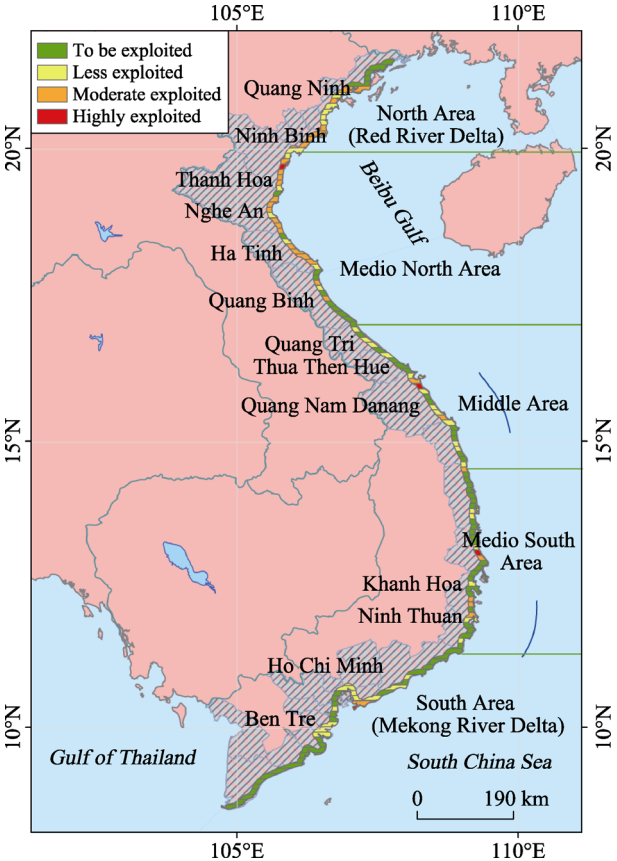 105°E
110°E
To be exploited
Less exploited
Moderate exploited
Highly exploited
Quang Ninh
North Area
(Red River Delta)
Ninh Binh
20°N
20°N
Thanh Hoa
Beibu Gulf
Nghe An
Ha Tinh
Medio North Area
Quang Binh
Quang Tri
Thua Then Hue
Quang Nam Danang
Middle Area
15°N
15°N
Medio South
Area
Khanh Hoa
Ninh Thuan
Ho Chi Minh
South Area
(Mekong River Delta)
Ben Tre
10°N
10°N
Gulf of Thailand
South China Sea
0 190 km
105°E
110°E